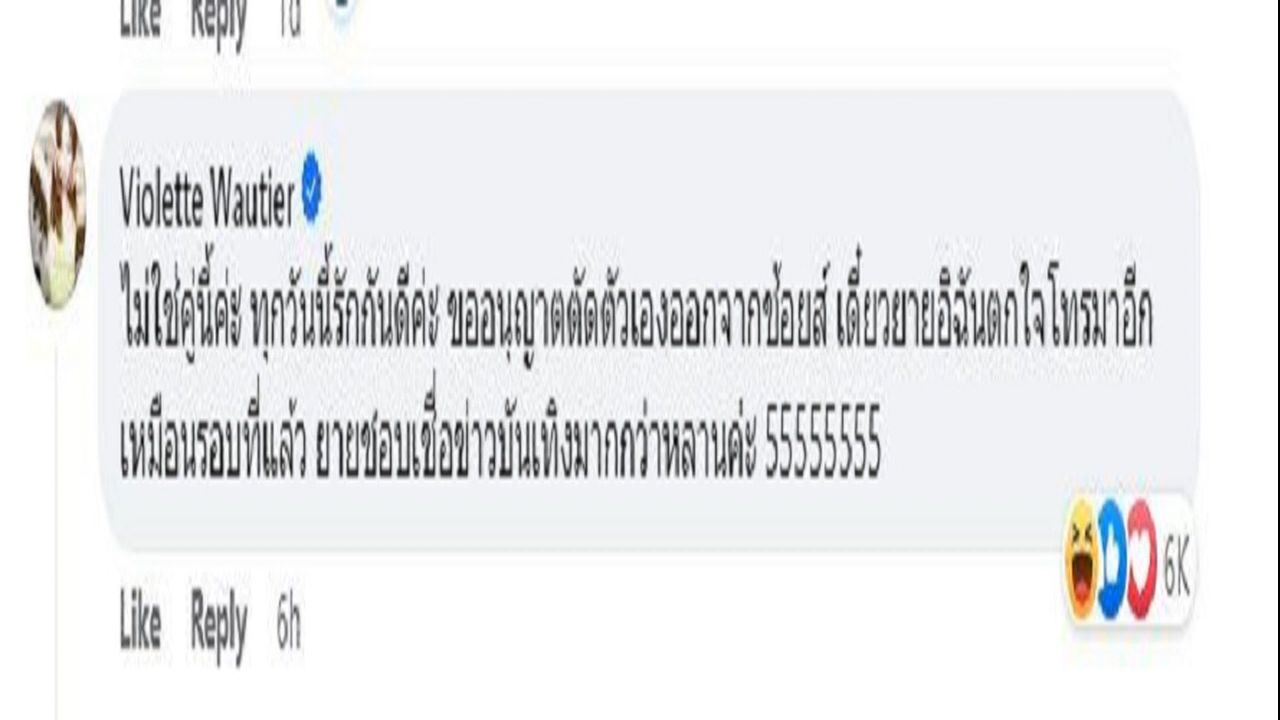 Like Reply 1d
Violette Wautier
ไม่ใช่คู่นี้ค่ะ ทุกวันนี้รักกันดีค่ะ ขออนุญาตตัดตัวเองออกจากช้อยส์ เดี๋ยวยายอิฉันตกใจโทรมาอีก
เหมือนรอบที่แล้ว ยายชอบเชื่อข่าวบันเทิงมากกว่าหลานค่ะ 55555555
6K
Like Reply 6h